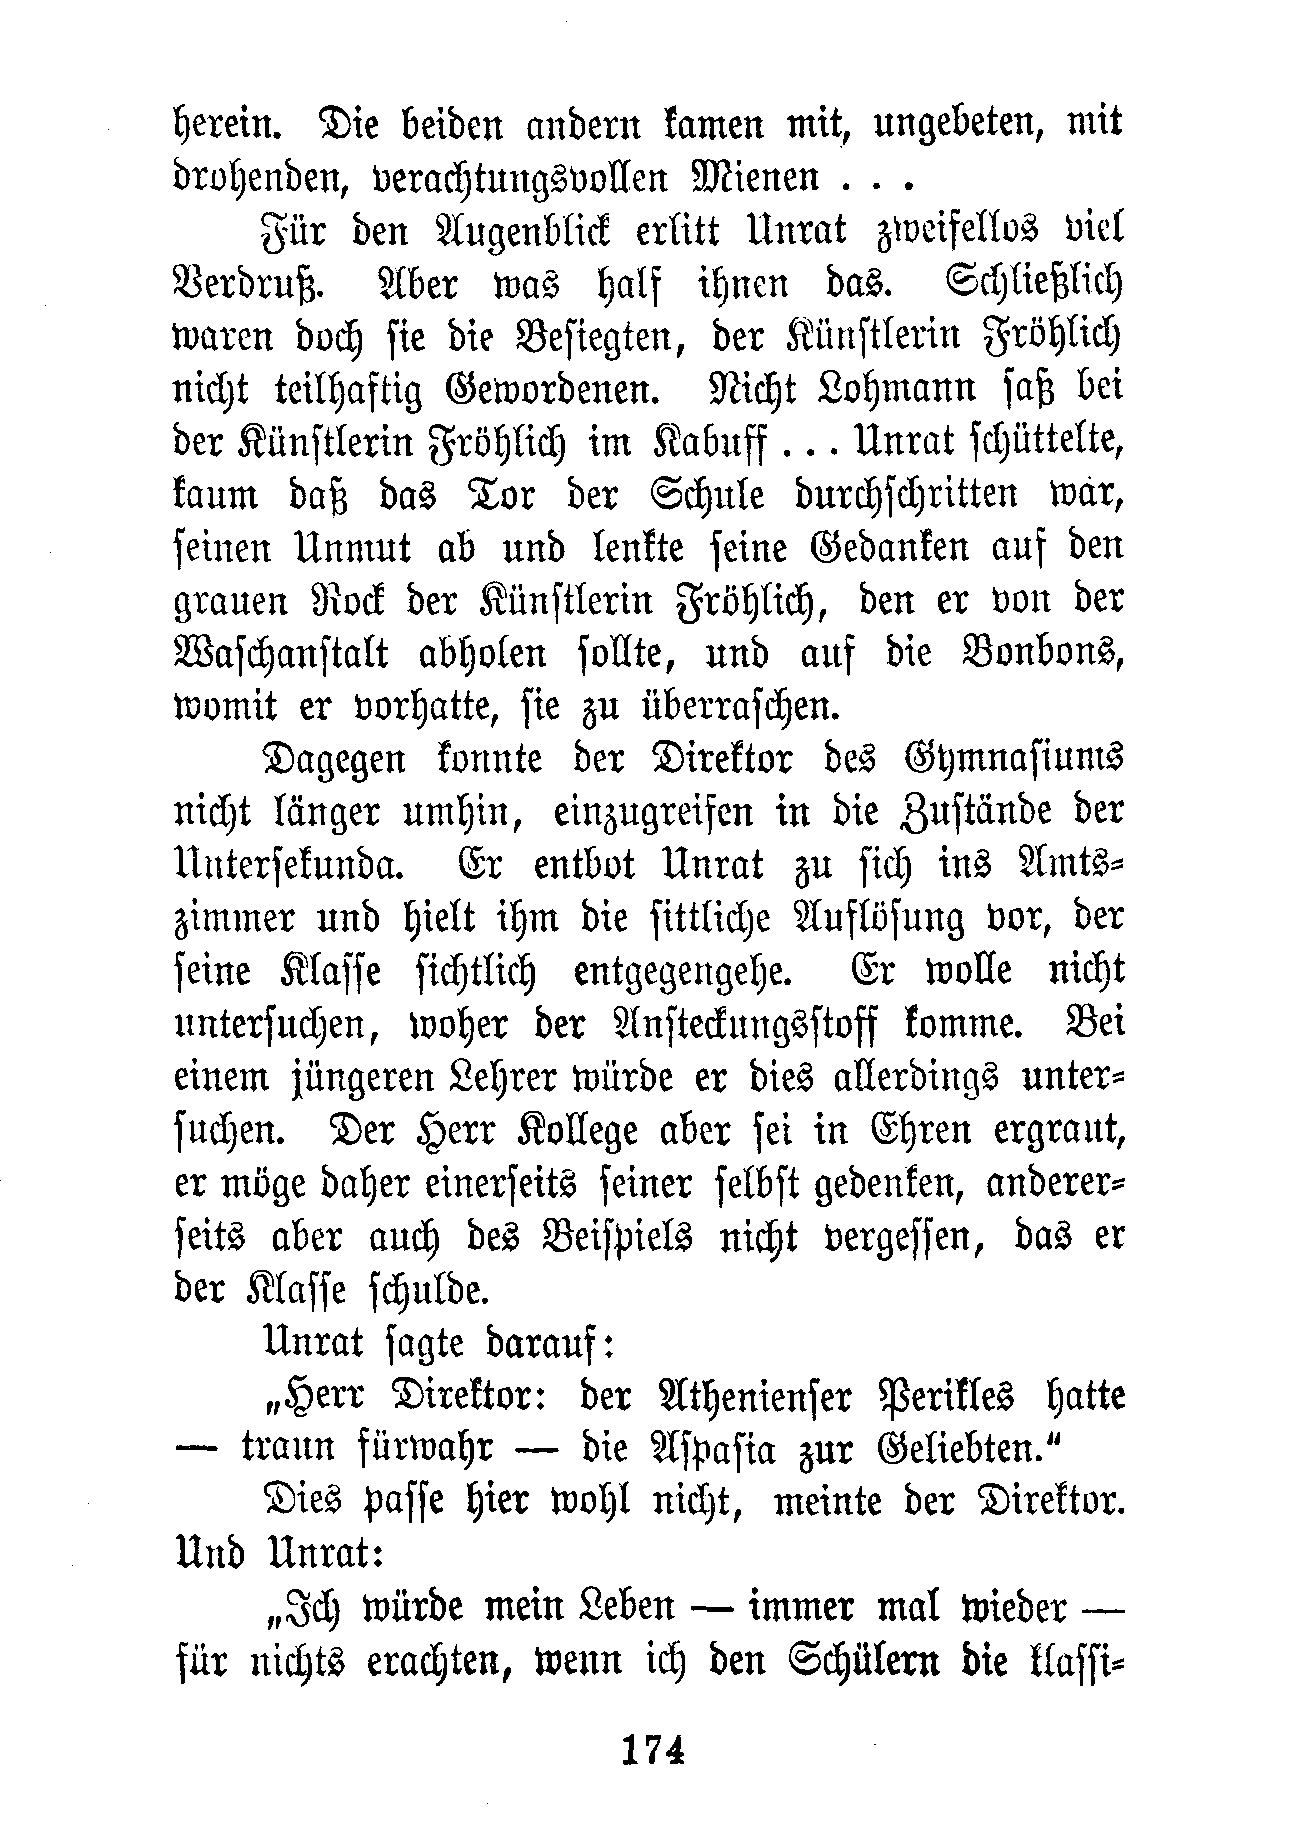 herein. Die beiden andern kamen mit, ungebeten, mit
drohenden, verachtungsvollen Mienen . . .
Für den Augenblick erlitt Unrat zweifellos viel
Verdruß. Aber was half ihnen das. Schließlich
waren doch sie die Besiegten, der Künstlerin Fröhlich
nicht teilhaftig Gewordenen. Nicht Lohmann saß bei
der Künstlerin Fröhlich im Kabuff . . . Unrat schüttelte,
kaum daß das Tor der Schule durchschritten war,
seinen Unmut ab und lenkte seine Gedanken auf den
grauen Rock der Künstlerin Fröhlich, den er von der
Waschanstalt abholen sollte, und auf die Bonbons,
womit er vorhatte, sie zu überraschen.
Dagegen konnte der Direktor des Gymnasiums
nicht länger umhin, einzugreifen in die Zustände der
Untersekunda. Er entbot Unrat zu sich ins Amts-
zimmer und hielt ihm die sittliche Auflösung vor, der
seine Klasse sichtlich entgegengehe. Er wolle nicht
untersuchen, woher der Ansteckungsstoff komme. Bei
einem jüngeren Lehrer würde er dies allerdings unter-
suchen. Der Herr Kollege aber sei in Ehren ergraut,
er möge daher einerseits seiner selbst gedenken, anderer-
seits aber auch des Beispiels nicht vergessen, das er
der Klasse schulde.
Unrat sagte darauf:
„Herr Direktor: der Athenienser Perikles hatte
— traun fürwahr — die Aspasia zur Geliebten.“
Dies passe hier wohl nicht, meinte der Direktor.
Und Unrat:
„Ich würde mein Leben — immer mal wieder —
für nichts erachten, wenn ich den Schülern die klassi-
174